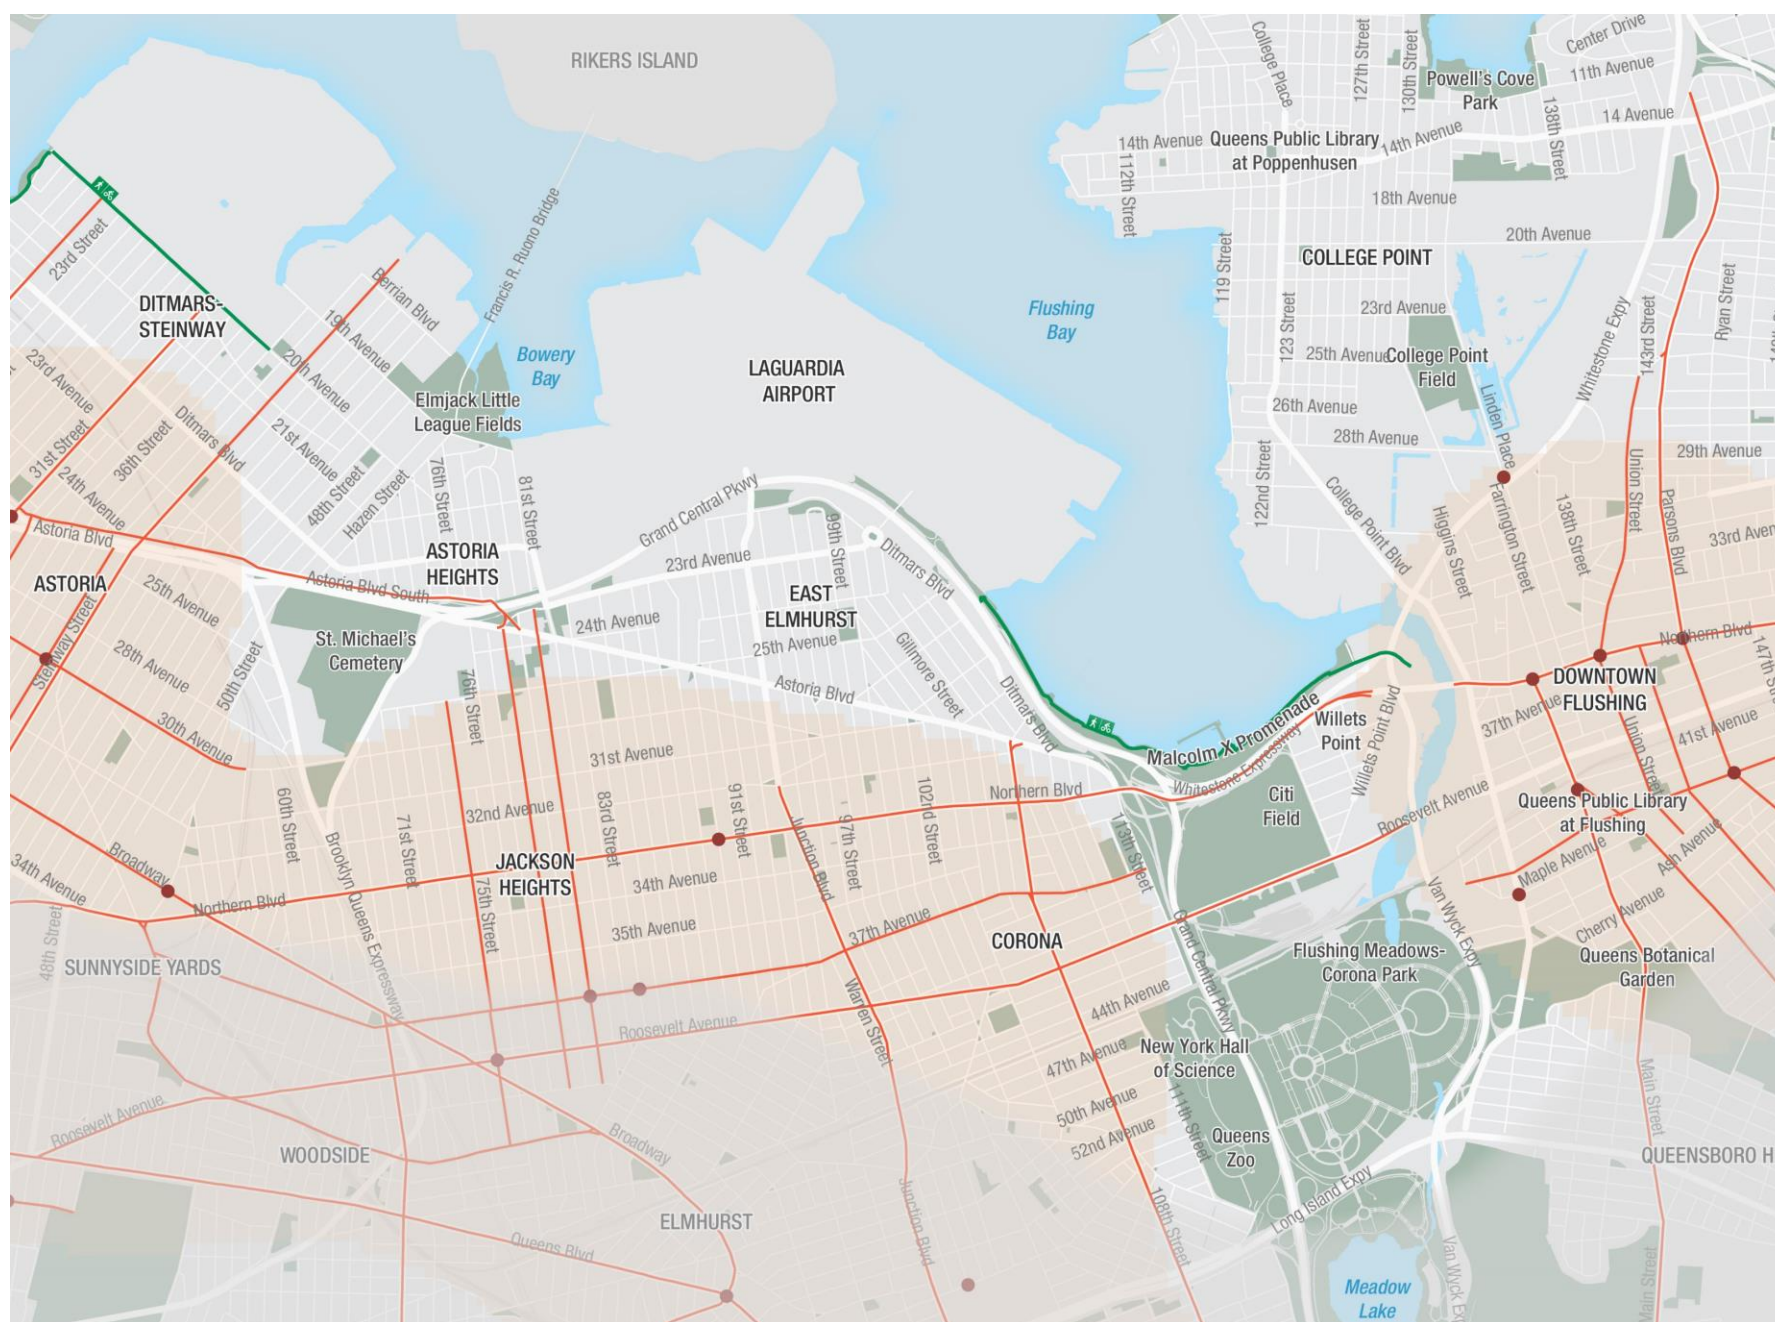 RIKERS ISLAND
Center Drive
11th Avenue
College Place
127th Street
130th Street
Powell's Cove
Park
138th Street
14 Avenue
14th Avenue
Queens Public Library
at Poppenhusen
14th Avenue
112th Street
18th Avenue
20th Avenue
COLLEGE POINT
119 Street
23rd Street
DITMARS-
STEINWAY
Berrian Blvd
Francis R. Ruono Bridge
Flushing
Bay
123 Street
23rd Avenue
Whitestone Expy
143rd Street
Ryan Street
19th Avenue
20th Avenue
Bowery
Bay
LAGUARDIA
AIRPORT
25th Avenue
College Point
Field
Linden Place
23rd Avenue
Ditmars Blvd
Elmjack Little
League Fields
26th Avenue
28th Avenue
29th Avenue
31st Street
36th Street
21st Avenue
24th Avenue
48th Street
Hazen Street
76th Street
81st Street
Grand Central Pkwy
99th Street
122nd Street
College Point Blvd
Higgins Street
Farrington Street
138th Street
Union Street
Parsons Blvd
33rd Aven
Astoria Blvd
ASTORIA
25th Avenue
Astoria Blvd South
ASTORIA
HEIGHTS
23rd Avenue
Ditmars Blvd
EAST
ELMHURST
24th Avenue
25th Avenue
Gillmore Street
Steinway Street
28th Avenue
50th Street
St. Michael's
Cemetery
76th Street
Astoria Blvd
Ditmars Blvd
Northern Blvd
147th St
DOWNTOWN
FLUSHING
30th Avenue
31st Avenue
Malcolm X Promenade
Willets
Point
Willets Point Blvd
37th Avenue
Union Street
41st Avenue
Whitestone Expressway
60th Street
71st Street
32nd Avenue
83rd Street
91st Street
Junction Blvd
97th Street
102nd Street
Northern Blvd
113th Street
Citi
Field
Roosevelt Avenue
Queens Public Library
at Flushing
Maple Avenue
Ash Avenue
34th Avenue
Broadway
Northern Blvd
Brooklyn Queens Expressway
JACKSON
HEIGHTS
75th Street
34th Avenue
35th Avenue
37th Avenue
CORONA
Grand Central Pkwy
Van Wyck Expy
Cherry Avenue
48th Street
SUNNYSIDE YARDS
Flushing Meadows-
Corona Park
Queens Botanical
Garden
Warren Street
44th Avenue
Roosevelt Avenue
47th Avenue
New York Hall
of Science
50th Avenue
52nd Avenue
111th Street
Queens
Zoo
Main Street
Roosevelt Avenue
WOODSIDE
Broadway
QUEENSBORO H
ELMHURST
Queens Blvd
Junction Blvd
108th Street
Long Island Expy
Van Wyck Ex
Main Street
Meadow
Lake